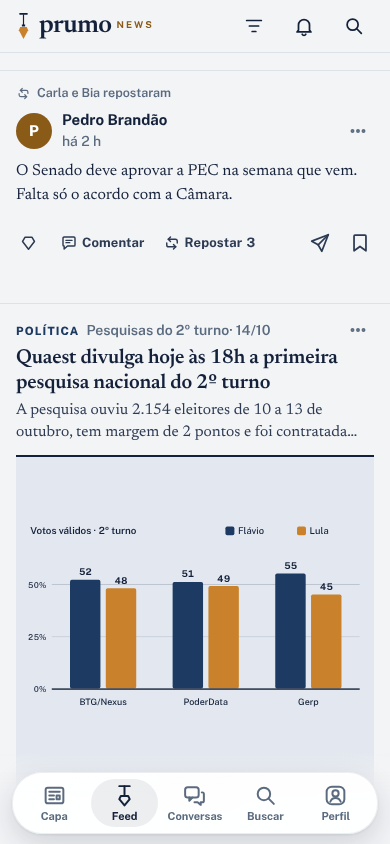 prumo NEWS
Carla e Bia repostaram
P
Pedro Brandão
há 2 h
O Senado deve aprovar a PEC na semana que vem.
Falta só o acordo com a Câmara.
Comentar
Repostar 3
POLÍTICA Pesquisas do 2º turno· 14/10
Quaest divulga hoje às 18h a primeira
pesquisa nacional do 2º turno
A pesquisa ouviu 2.154 eleitores de 10 a 13 de
outubro, tem margem de 2 pontos e foi contratada...
Votos válidos · 2º turno
Flávio
Lula
52 48 51 49 55 45
50%
25%
0%
BTG/Nexus PoderData Gerp
Capa Feed Conversas Buscar Perfil